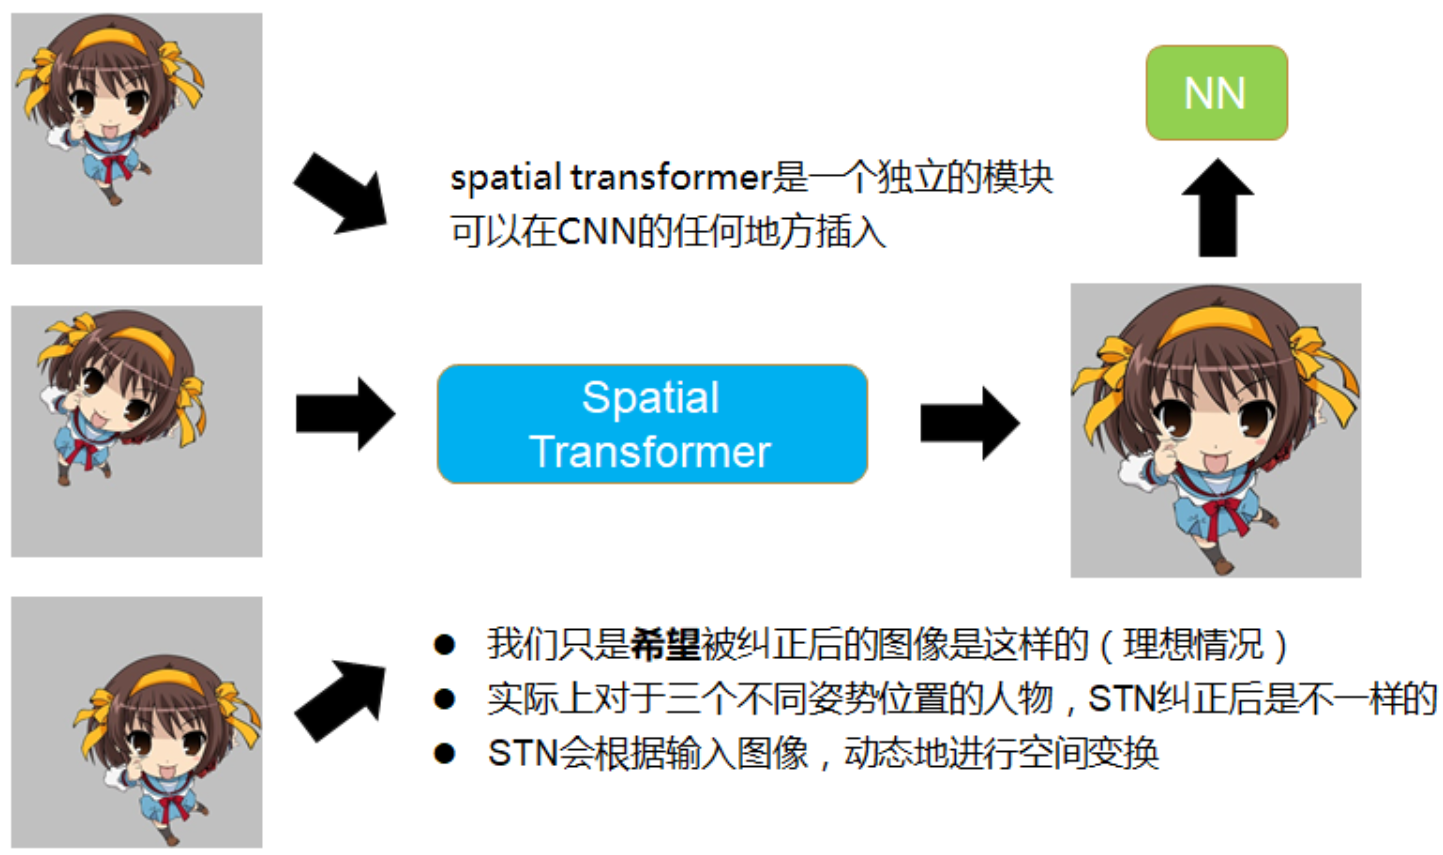 NN
spatial transformer是一个独立的模块
可以在CNN的任何地方插入
Spatial
Transformer
● 我们只是希望被纠正后的图像是这样的（理想情况）
● 实际上对于三个不同姿势位置的人物，STN纠正后是不一样的
● STN会根据输入图像，动态地进行空间变换